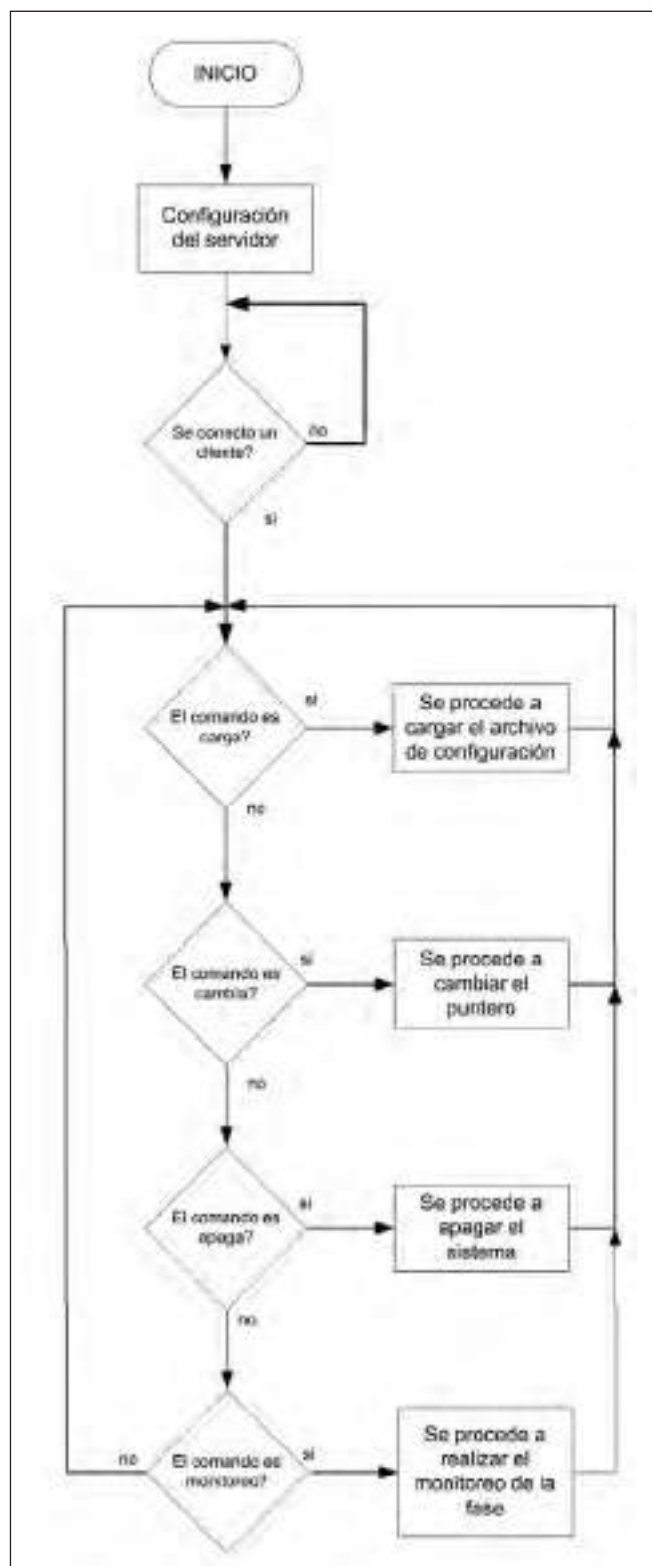 INICIO
Configuración
del servidor
Se conecto un
cliente?
no
si
El comando es
carga?
si
Se procede a
cargar el archivo
de configuración
no
El comando es
cambia?
si
Se procede a
cambiar el
puntero
no
El comando es
apaga?
si
Se procede a
apagar el
sistema
no
no
El comando es
monitoreo?
si
Se procede a
realizar el
monitoreo de la
fase